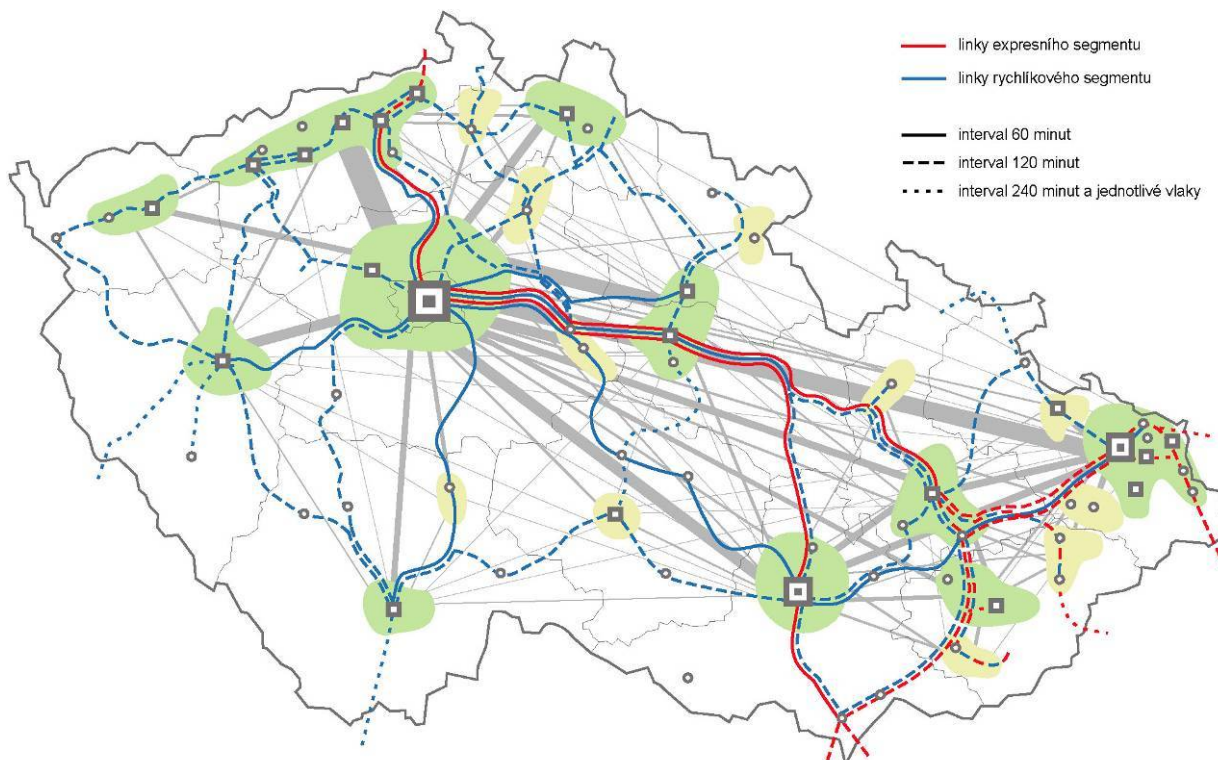 linky expresního segmentu
linky rychlíkového segmentu
interval 60 minut
interval 120 minut
interval 240 minut a jednotlivé vlaky